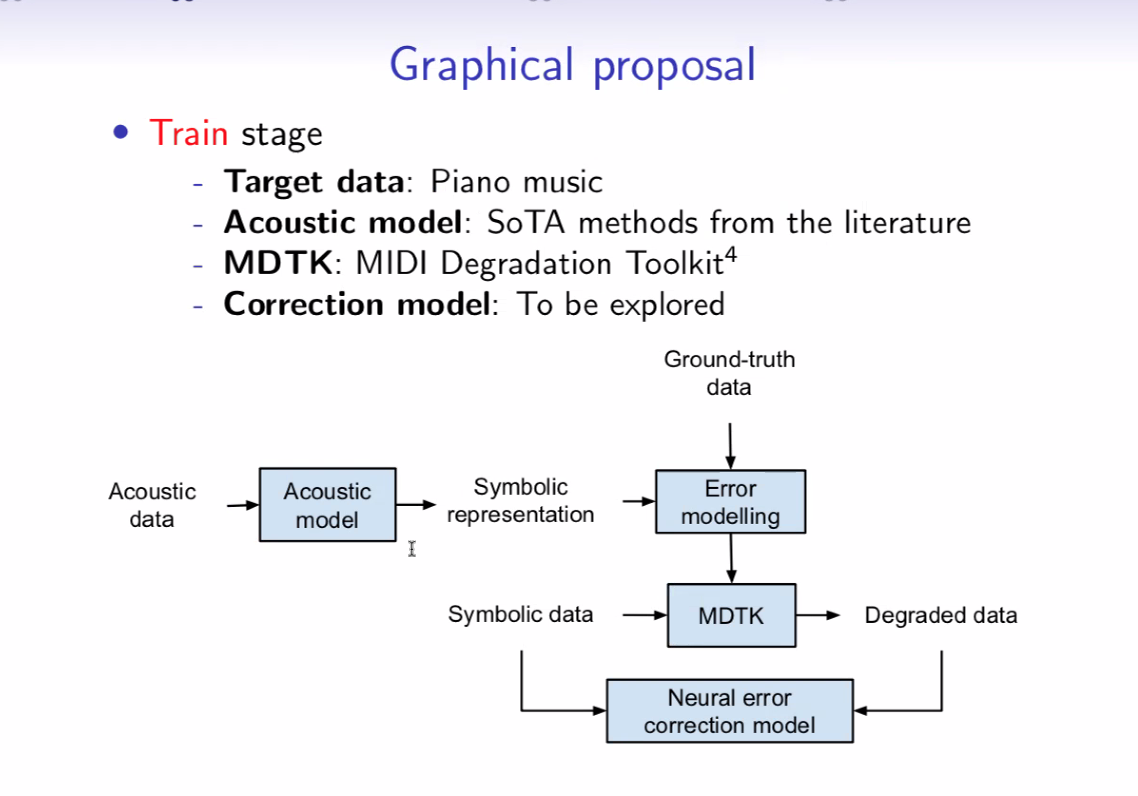 Graphical proposal
• Train stage
- Target data: Piano music
- Acoustic model: SoTA methods from the literature
- MDTK: MIDI Degradation Toolkit⁴
- Correction model: To be explored
Ground-truth
data
Acoustic
data
Acoustic
model
Symbolic
representation
Error
modelling
Symbolic data
MDTK
Degraded data
Neural error
correction model